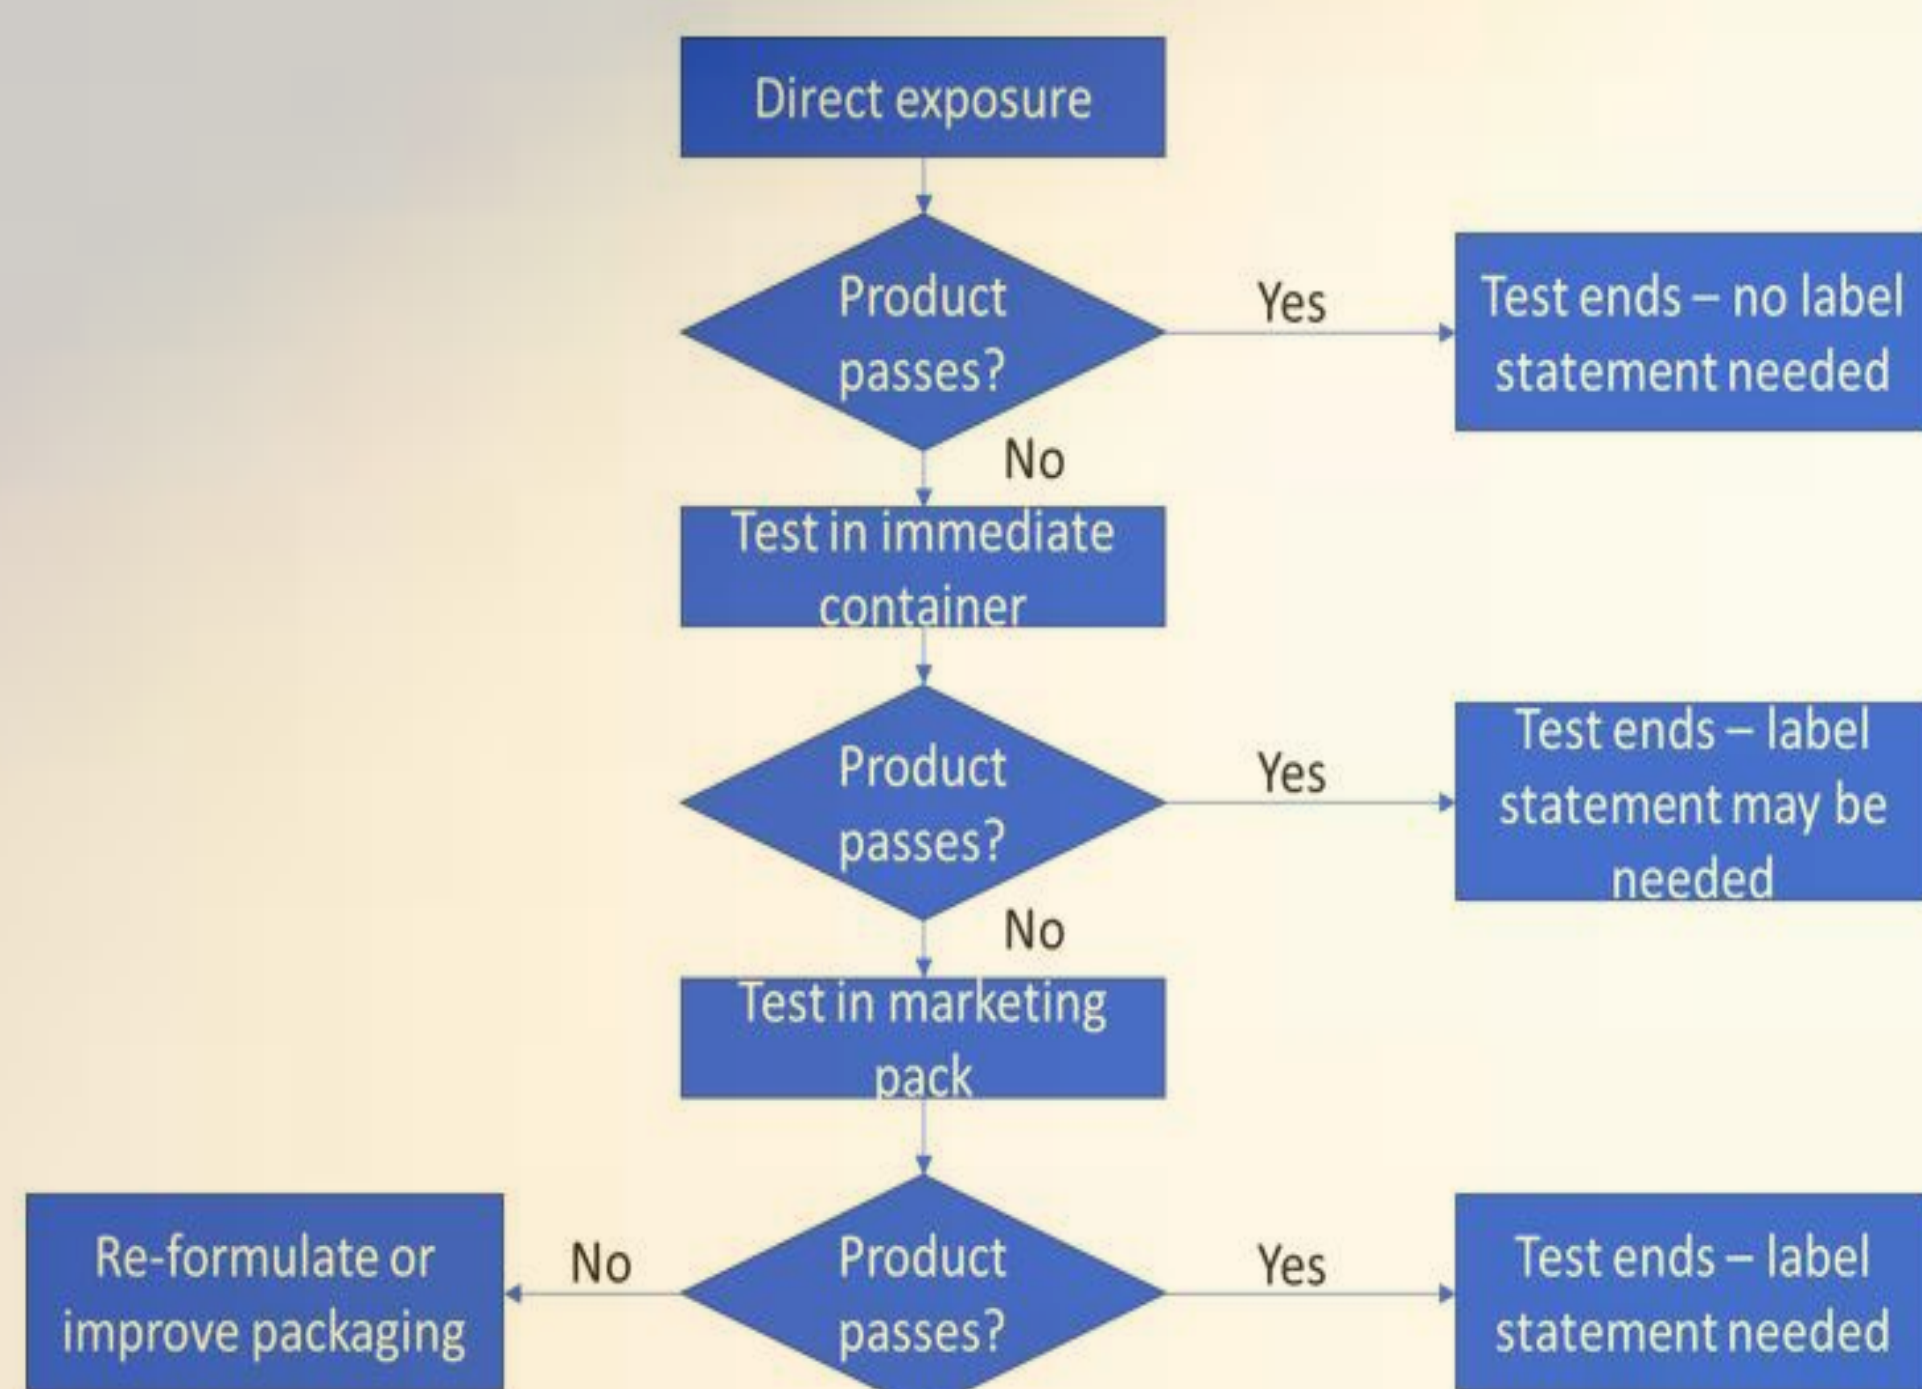 Direct exposure
Product
passes?
Yes
Test ends – no label
statement needed
No
Test in immediate
container
Product
passes?
Yes
Test ends – label
statement may be
needed
No
Test in marketing
pack
Product
passes?
No
Re-formulate or
improve packaging
Yes
Test ends – label
statement needed